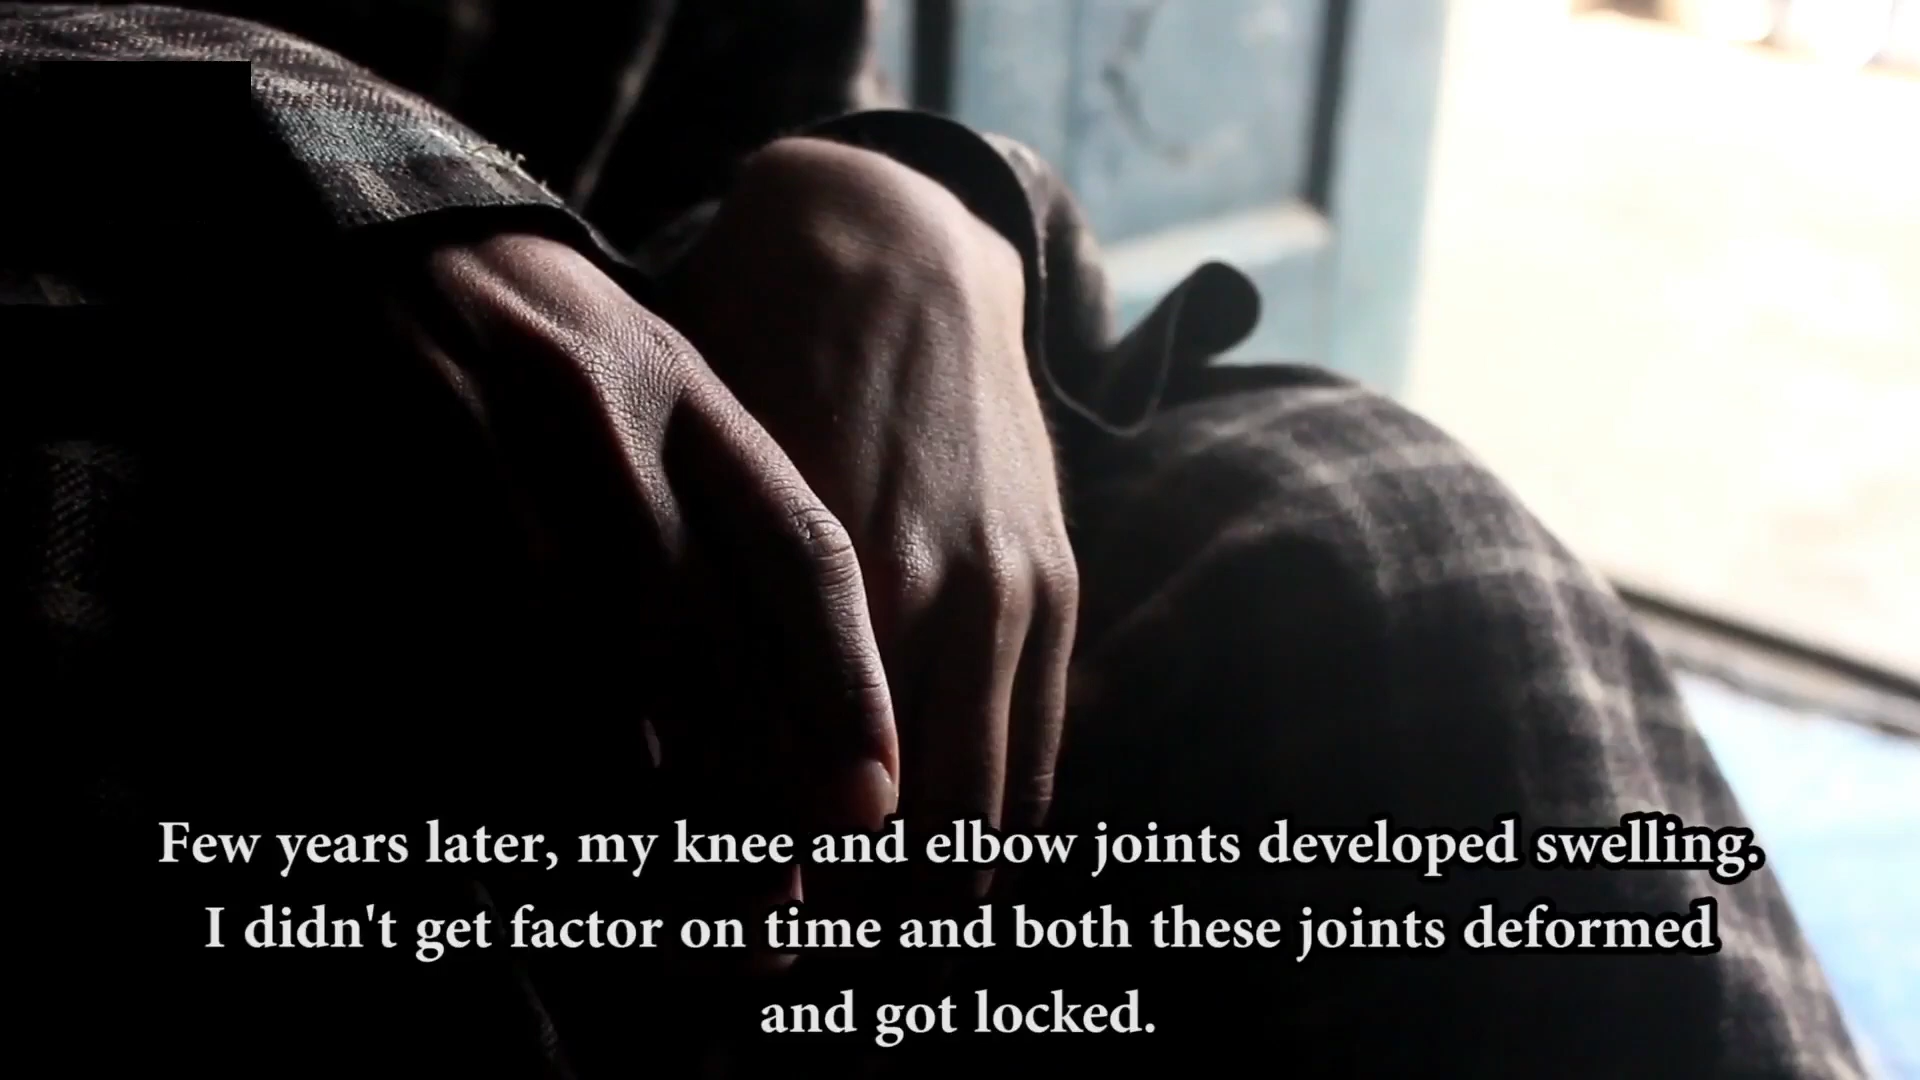 Few years later, my knee and elbow joints developed swelling.
I didn't get factor on time and both these joints deformed
and got locked.